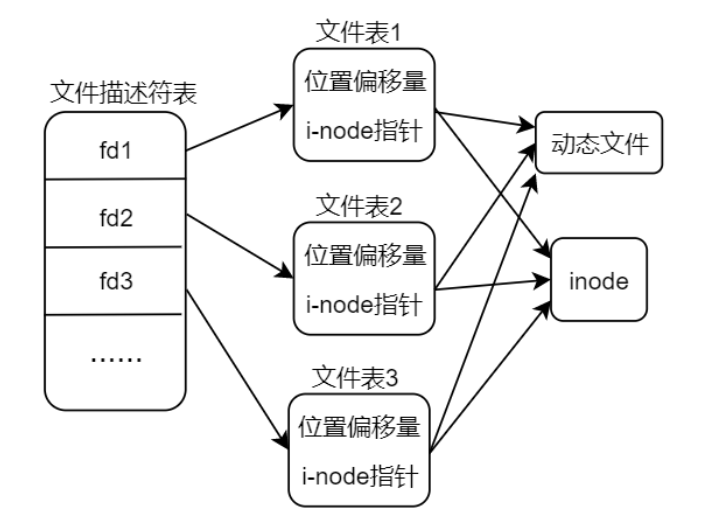 文件描述符表
fd1
fd2
fd3
......
文件表1
位置偏移量
i-node指针
文件表2
位置偏移量
i-node指针
文件表3
位置偏移量
i-node指针
动态文件
inode